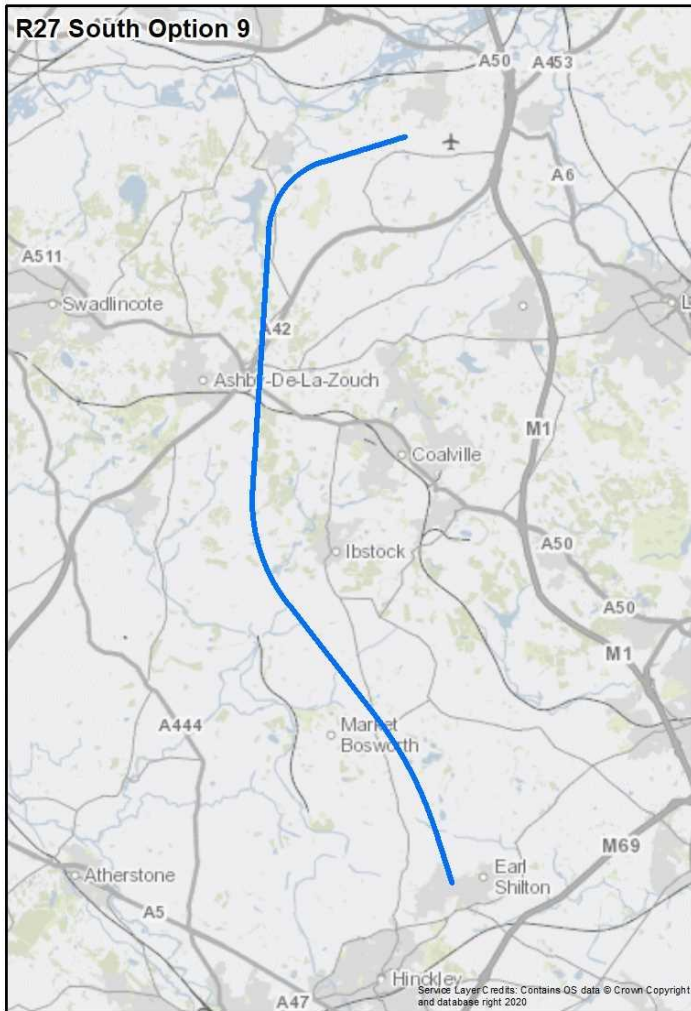 R27 South Option 9
A50
A453
A6
A511
Swadlincote
A42
Ashby-De-La-Zouch
Coalville
M1
Ibstock
A50
A50
M1
A444
Market
Bosworth
M69
Atherstone
Earl
Shilton
A5
Hinckley
A47
Service Layer Credits: Contains OS data © Crown Copyright
and database right 2020